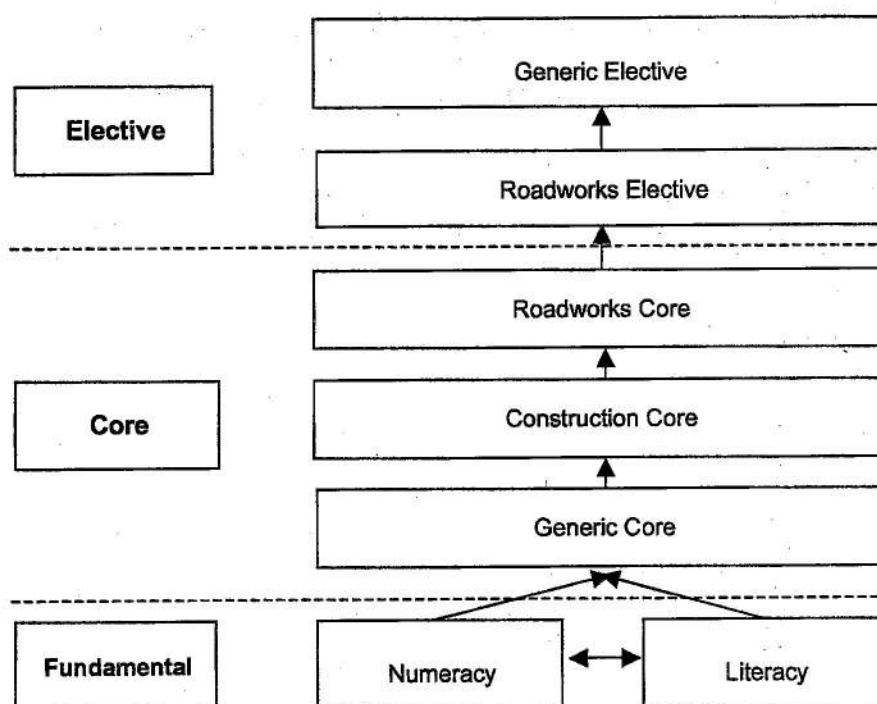 Generic Elective
Elective
Roadworks Elective
Roadworks Core
Core
Construction Core
Generic Core
Fundamental
Numeracy
Literacy